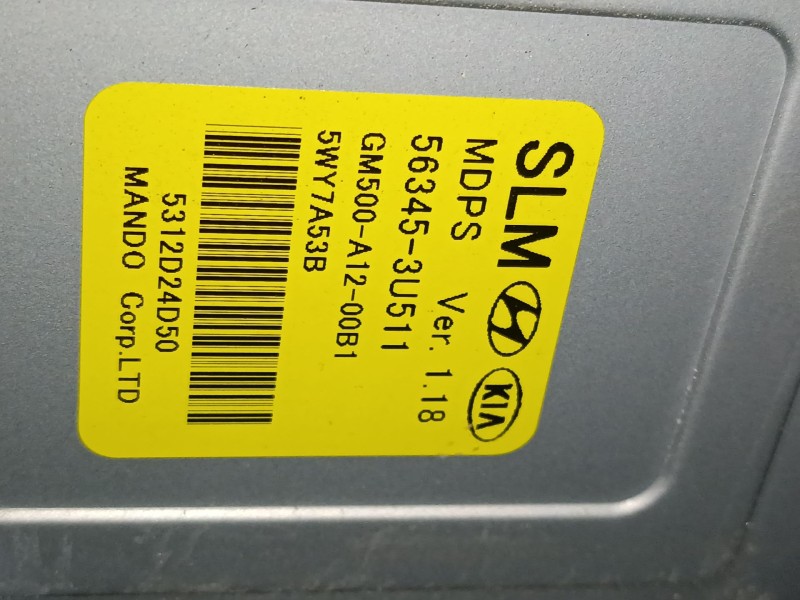 SLM KIA
MDPS Ver. 1.18
56345-3U511
GM500-A12-00B1
5WY7A53B
5312D24D50
MANDO Corp.LTD